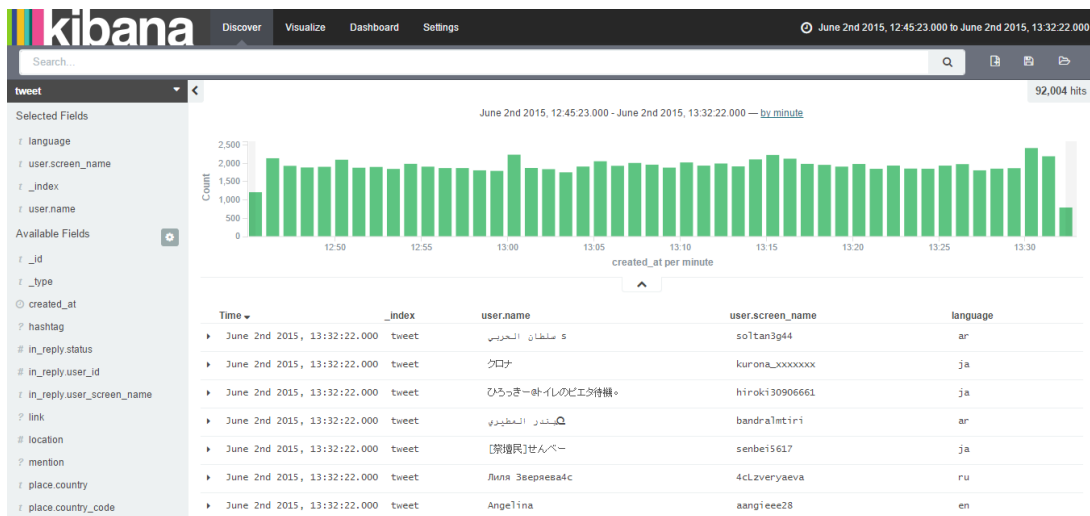 kibana
Discover Visualize Dashboard Settings June 2nd 2015, 12:45:23.000 to June 2nd 2015, 13:32:22.000
Search...
tweet
92,004 hits
Selected Fields
t language
t user.screen_name
t _index
t user.name
Available Fields
t _id
t _type
created_at
? hashtag
# in_reply.status
# in_reply.user_id
t in_reply.user_screen_name
? link
# location
? mention
t place.country
t place.country_code
June 2nd 2015, 12:45:23.000 - June 2nd 2015, 13:32:22.000 — by minute
Count
2,500
2,000
1,500
1,000
500
0
12:50 12:55 13:00 13:05 13:10 13:15 13:20 13:25 13:30
created_at per minute
Time _index user.name user.screen_name language
June 2nd 2015, 13:32:22.000 tweet سلطان الحربي s soltan3g44 ar
June 2nd 2015, 13:32:22.000 tweet クロナ kurona_xxxxxxx ja
June 2nd 2015, 13:32:22.000 tweet ひろっきー@トイレのピエタ待機。 hiroki30906661 ja
June 2nd 2015, 13:32:22.000 tweet بندر المطيري bandralmtiri ar
June 2nd 2015, 13:32:22.000 tweet せんべー senbei5617 ja
June 2nd 2015, 13:32:22.000 tweet Лиля Зверяева4c 4cLzveryaeva ru
June 2nd 2015, 13:32:22.000 tweet Angelina aangieee28 en